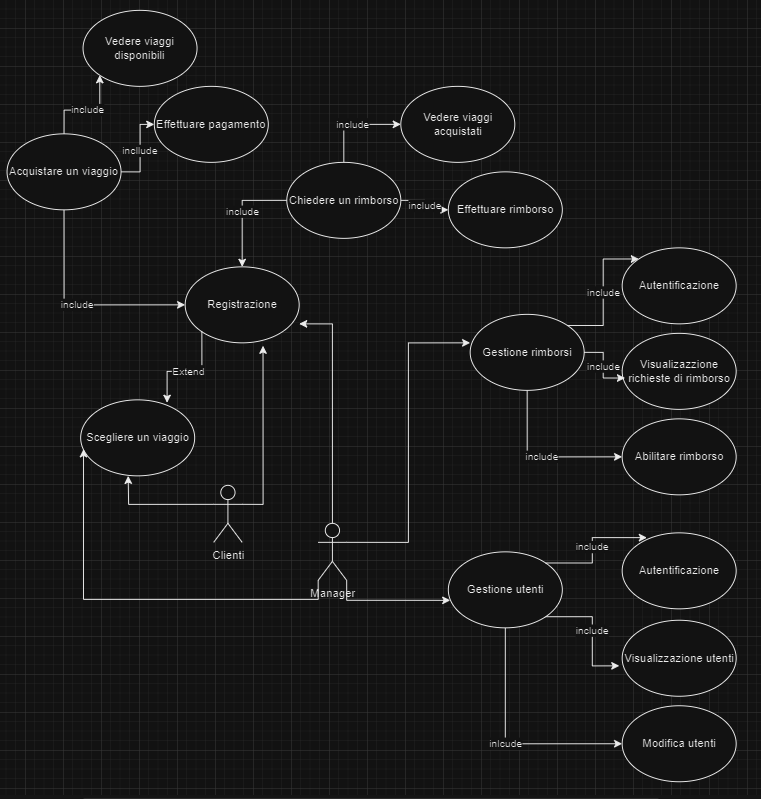 Vedere viaggi
disponibili
include
Effettuare pagamento
include
Acquistare un viaggio
include
Vedere viaggi
acquistati
include
Chiedere un rimborso
include
Effettuare rimborso
include
Registrazione
Extend
Scegliere un viaggio
Clienti
Manager
Gestione rimborsi
include
Autentificazione
include
Visualizazzione
richieste di rimborso
include
Abilitare rimborso
Gestione utenti
include
Autentificazione
include
Visualizzazione utenti
inlcude
Modifica utenti